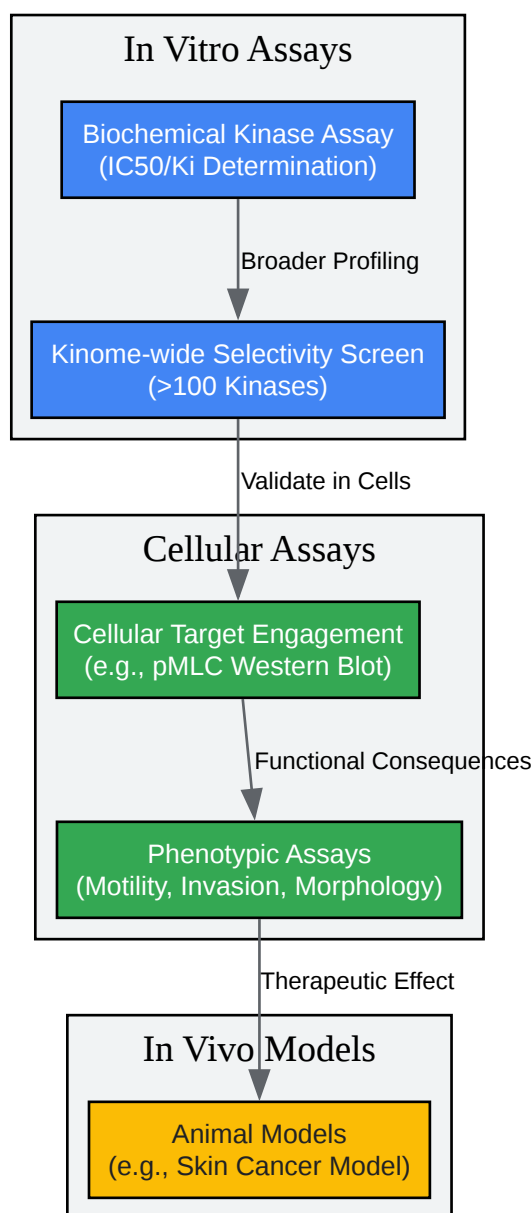 In Vitro Assays
Biochemical Kinase Assay
(IC50/Ki Determination)
Broader Profiling
Kinome-wide Selectivity Screen
(>100 Kinases)
Validate in Cells
Cellular Assays
Cellular Target Engagement
(e.g., pMLC Western Blot)
Functional Consequences
Phenotypic Assays
(Motility, Invasion, Morphology)
Therapeutic Effect
In Vivo Models
Animal Models
(e.g., Skin Cancer Model)